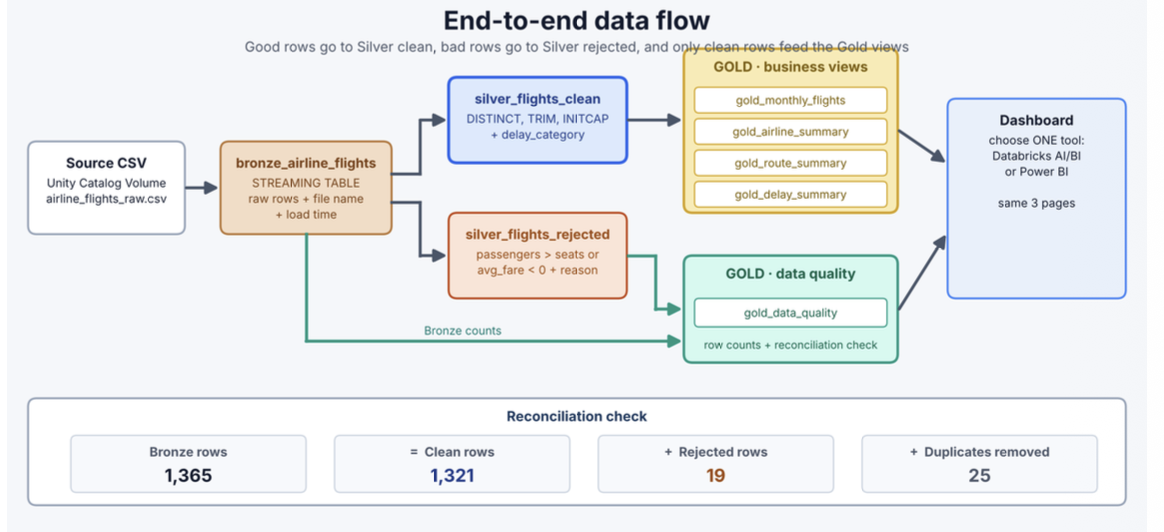 End-to-end data flow
Good rows go to Silver clean, bad rows go to Silver rejected, and only clean rows feed the Gold views
Source CSV
Unity Catalog Volume
airline_flights_raw.csv
bronze_airline_flights
STREAMING TABLE
raw rows + file name
+ load time
silver_flights_clean
DISTINCT, TRIM, INITCAP
+ delay_category
silver_flights_rejected
passengers > seats or
avg_fare < 0 + reason
Bronze counts
GOLD · business views
gold_monthly_flights
gold_airline_summary
gold_route_summary
gold_delay_summary
GOLD · data quality
gold_data_quality
row counts + reconciliation check
Dashboard
choose ONE tool:
Databricks AI/BI
or Power BI
same 3 pages
Reconciliation check
Bronze rows
1,365
= Clean rows
1,321
+ Rejected rows
19
+ Duplicates removed
25